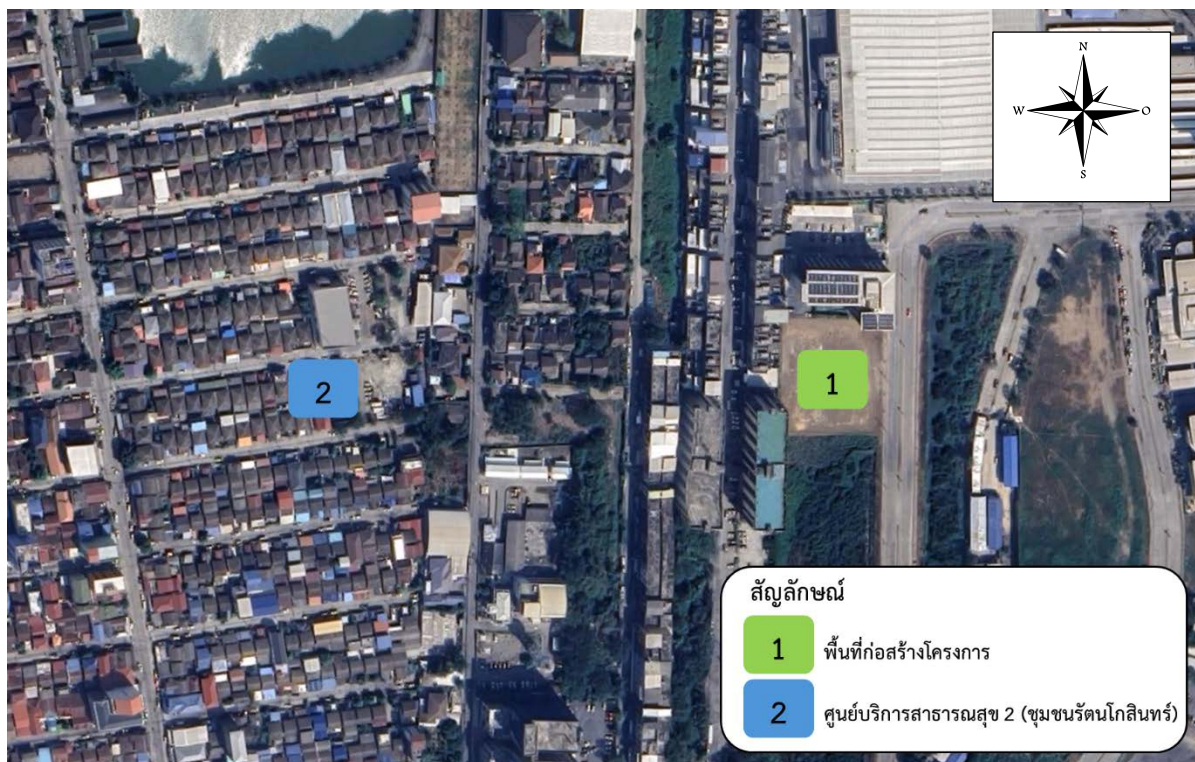 N
W O
S
1
2
สัญลักษณ์
1 พื้นที่ก่อสร้างโครงการ
2 ศูนย์บริการสาธารณสุข 2 (ชุมชนรัตนโกสินทร์)